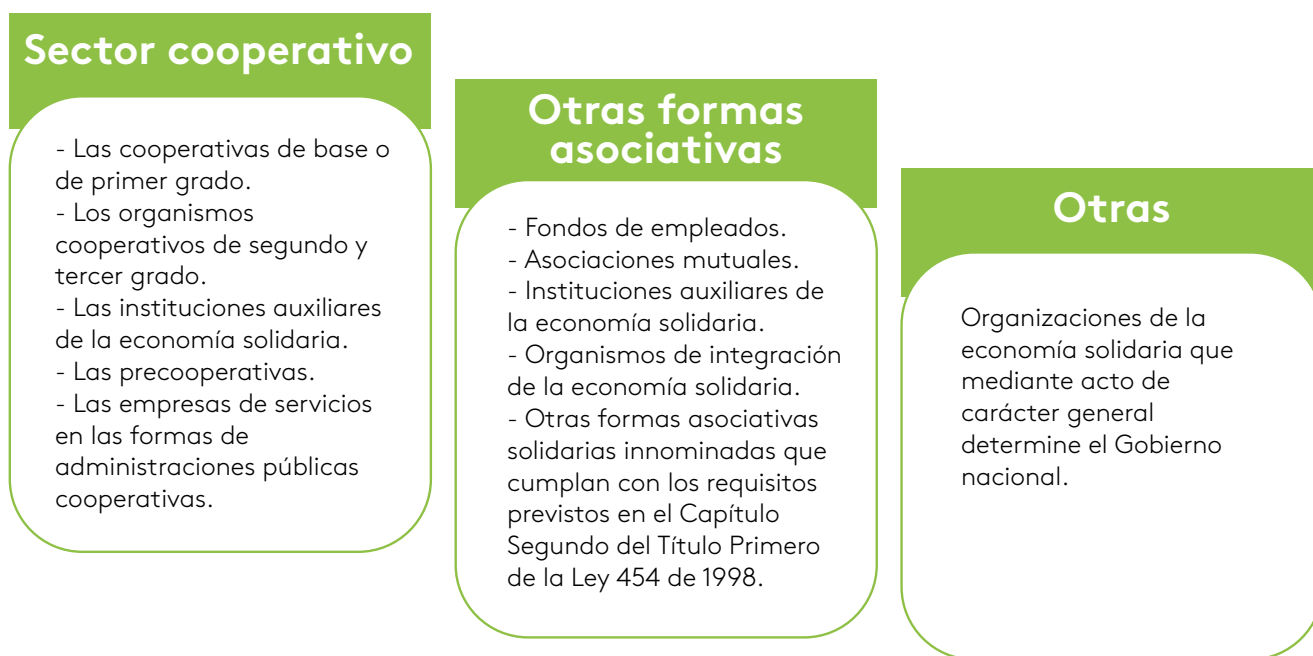 Sector cooperativo
- Las cooperativas de base o
de primer grado.
- Los organismos
cooperativos de segundo y
tercer grado.
- Las instituciones auxiliares
de la economía solidaria.
- Las precooperativas.
- Las empresas de servicios
en las formas de
administraciones públicas
cooperativas.
Otras formas
asociativas
- Fondos de empleados.
- Asociaciones mutuales.
- Instituciones auxiliares de
la economía solidaria.
- Organismos de integración
de la economía solidaria.
- Otras formas asociativas
solidarias innominadas que
cumplan con los requisitos
previstos en el Capítulo
Segundo del Título Primero
de la Ley 454 de 1998.
Otras
Organizaciones de la
economía solidaria que
mediante acto de
carácter general
determine el Gobierno
nacional.